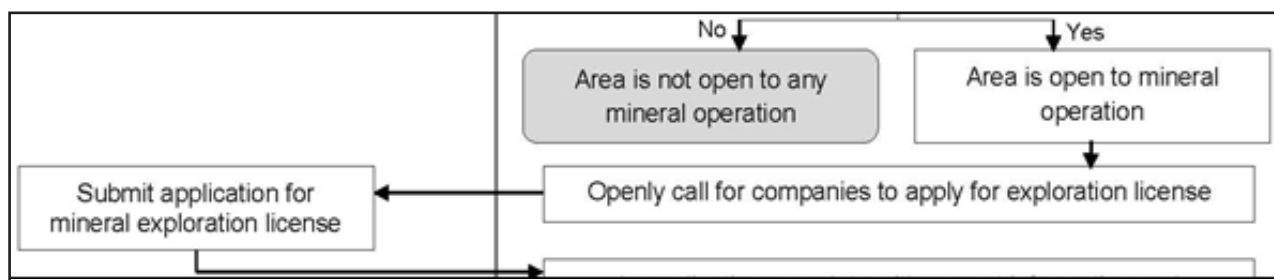 No
Yes
Area is not open to any
mineral operation
Area is open to mineral
operation
Openly call for companies to apply for exploration license
Submit application for
mineral exploration license